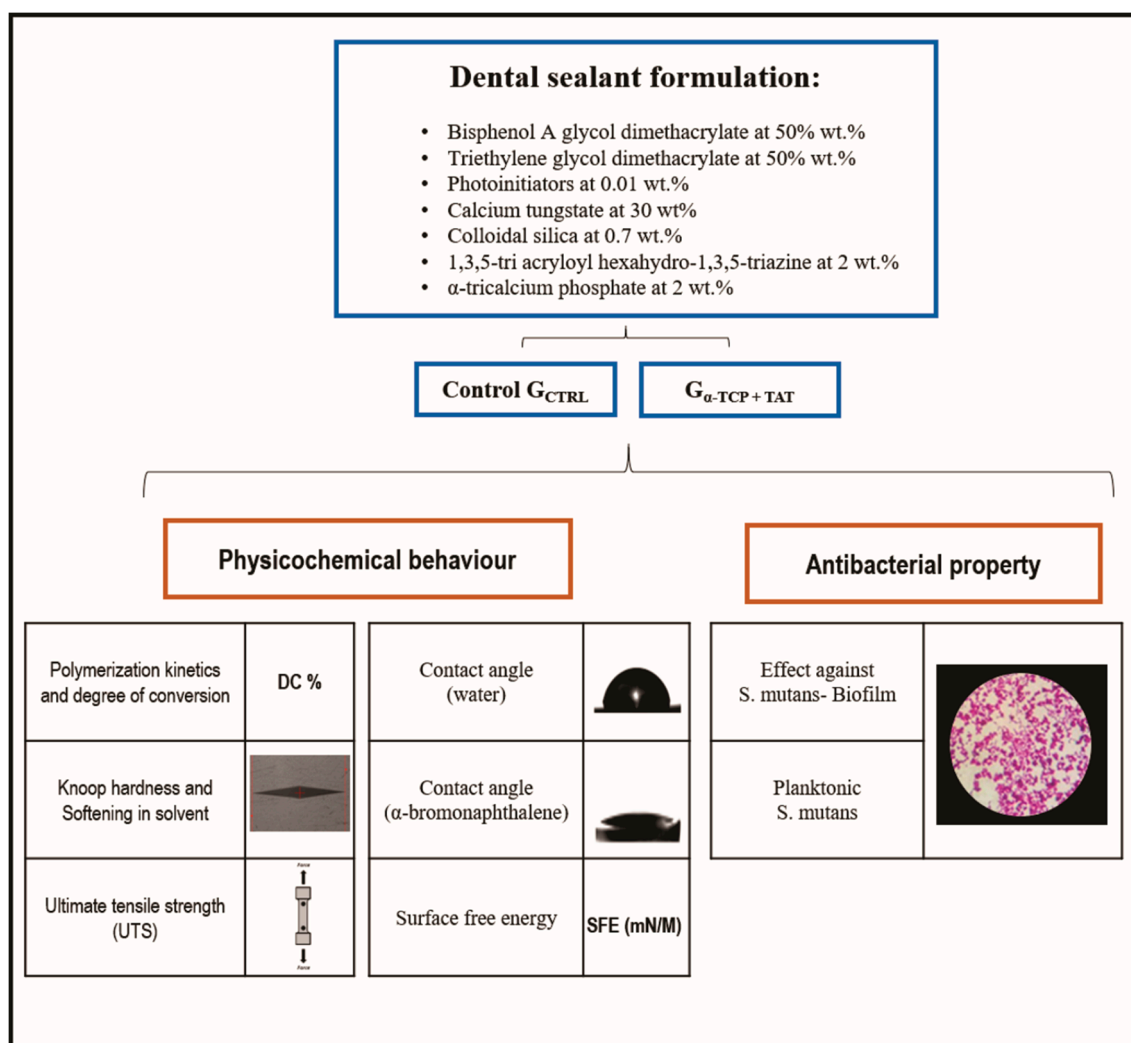 Dental sealant formulation:
• Bisphenol A glycol dimethacrylate at 50% wt.%
• Triethylene glycol dimethacrylate at 50% wt.%
• Photoinitiators at 0.01 wt.%
• Calcium tungstate at 30 wt%
• Colloidal silica at 0.7 wt.%
• 1,3,5-tri acryloyl hexahydro-1,3,5-triazine at 2 wt.%
• α-tricalcium phosphate at 2 wt.%
Control GCTRL
Gα-TCP + TAT
Physicochemical behaviour
Antibacterial property
Polymerization kinetics
and degree of conversion
DC %
Knoop hardness and
Softening in solvent
Ultimate tensile strength
(UTS)
Force
Force
Contact angle
(water)
Contact angle
(α-bromonaphthalene)
Surface free energy
SFE (mN/M)
Effect against
S. mutans- Biofilm
Planktonic
S. mutans